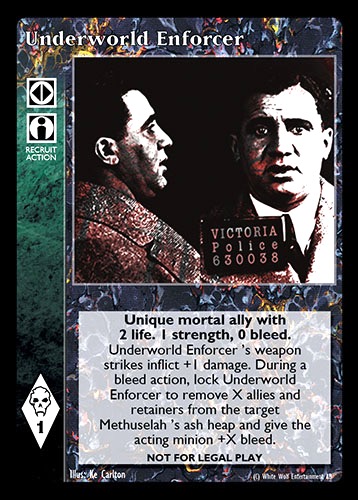 Underworld Enforcer
RECRUIT
ACTION
VICTORIA
Police
630038
Unique mortal ally with
2 life. 1 strength, 0 bleed.
Underworld Enforcer 's weapon
strikes inflict +1 damage. During a
bleed action, lock Underworld
Enforcer to remove X allies and
retainers from the target
Methuselah 's ash heap and give the
acting minion +X bleed.
NOT FOR LEGAL PLAY
1
Illus: Ke Carlton
(C) White Wolf Entertainment AB